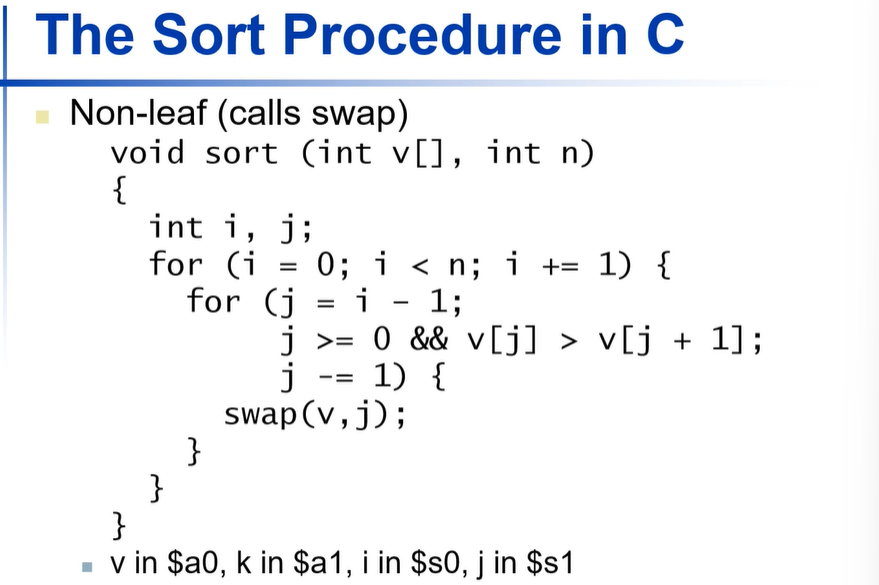 The Sort Procedure in C
Non-leaf (calls swap)
void sort (int v[], int n)
{
int i, j;
for (i = 0; i < n; i += 1) {
for (j = i - 1;
j >= 0 && v[j] > v[j + 1];
j -= 1) {
swap(v,j);
}
}
}
v in $a0, k in $a1, i in $s0, j in $s1